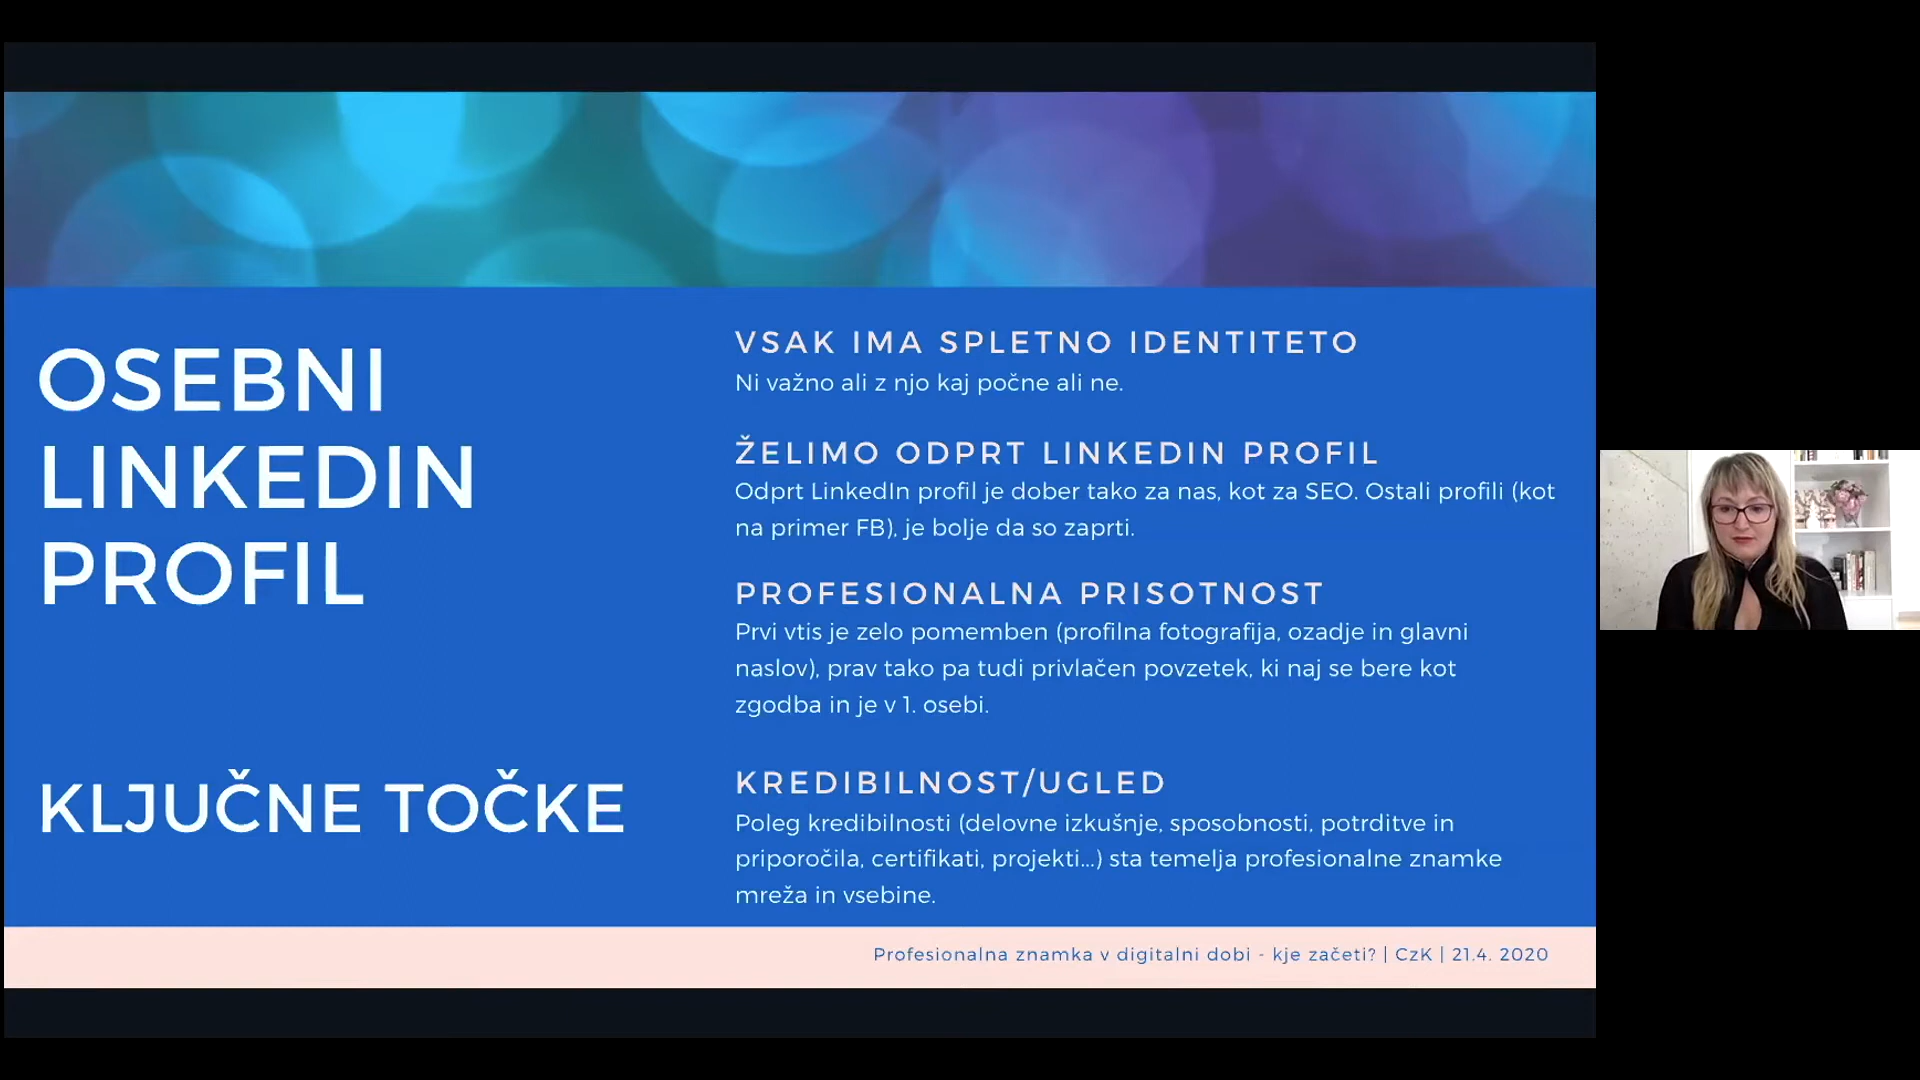 OSEBNI
LINKEDIN
PROFIL
KLJUČNE TOČKE
VSAK IMA SPLETNO IDENTITETO
Ni važno ali z njo kaj počne ali ne.
ŽELIMO ODPRT LINKEDIN PROFIL
Odprt LinkedIn profil je dober tako za nas, kot za SEO. Ostali profili (kot
na primer FB), je bolje da so zaprti.
PROFESIONALNA PRISOTNOST
Prvi vtis je zelo pomemben (profilna fotografija, ozadje in glavni
naslov), prav tako pa tudi privlačen povzetek, ki naj se bere kot
zgodba in je v 1. osebi.
KREDIBILNOST/UGLED
Poleg kredibilnosti (delovne izkušnje, sposobnosti, potrditve in
priporočila, certifikati, projekti...) sta temelja profesionalne znamke
mreža in vsebine.
Profesionalna znamka v digitalni dobi - kje začeti? | CzK | 21.4. 2020